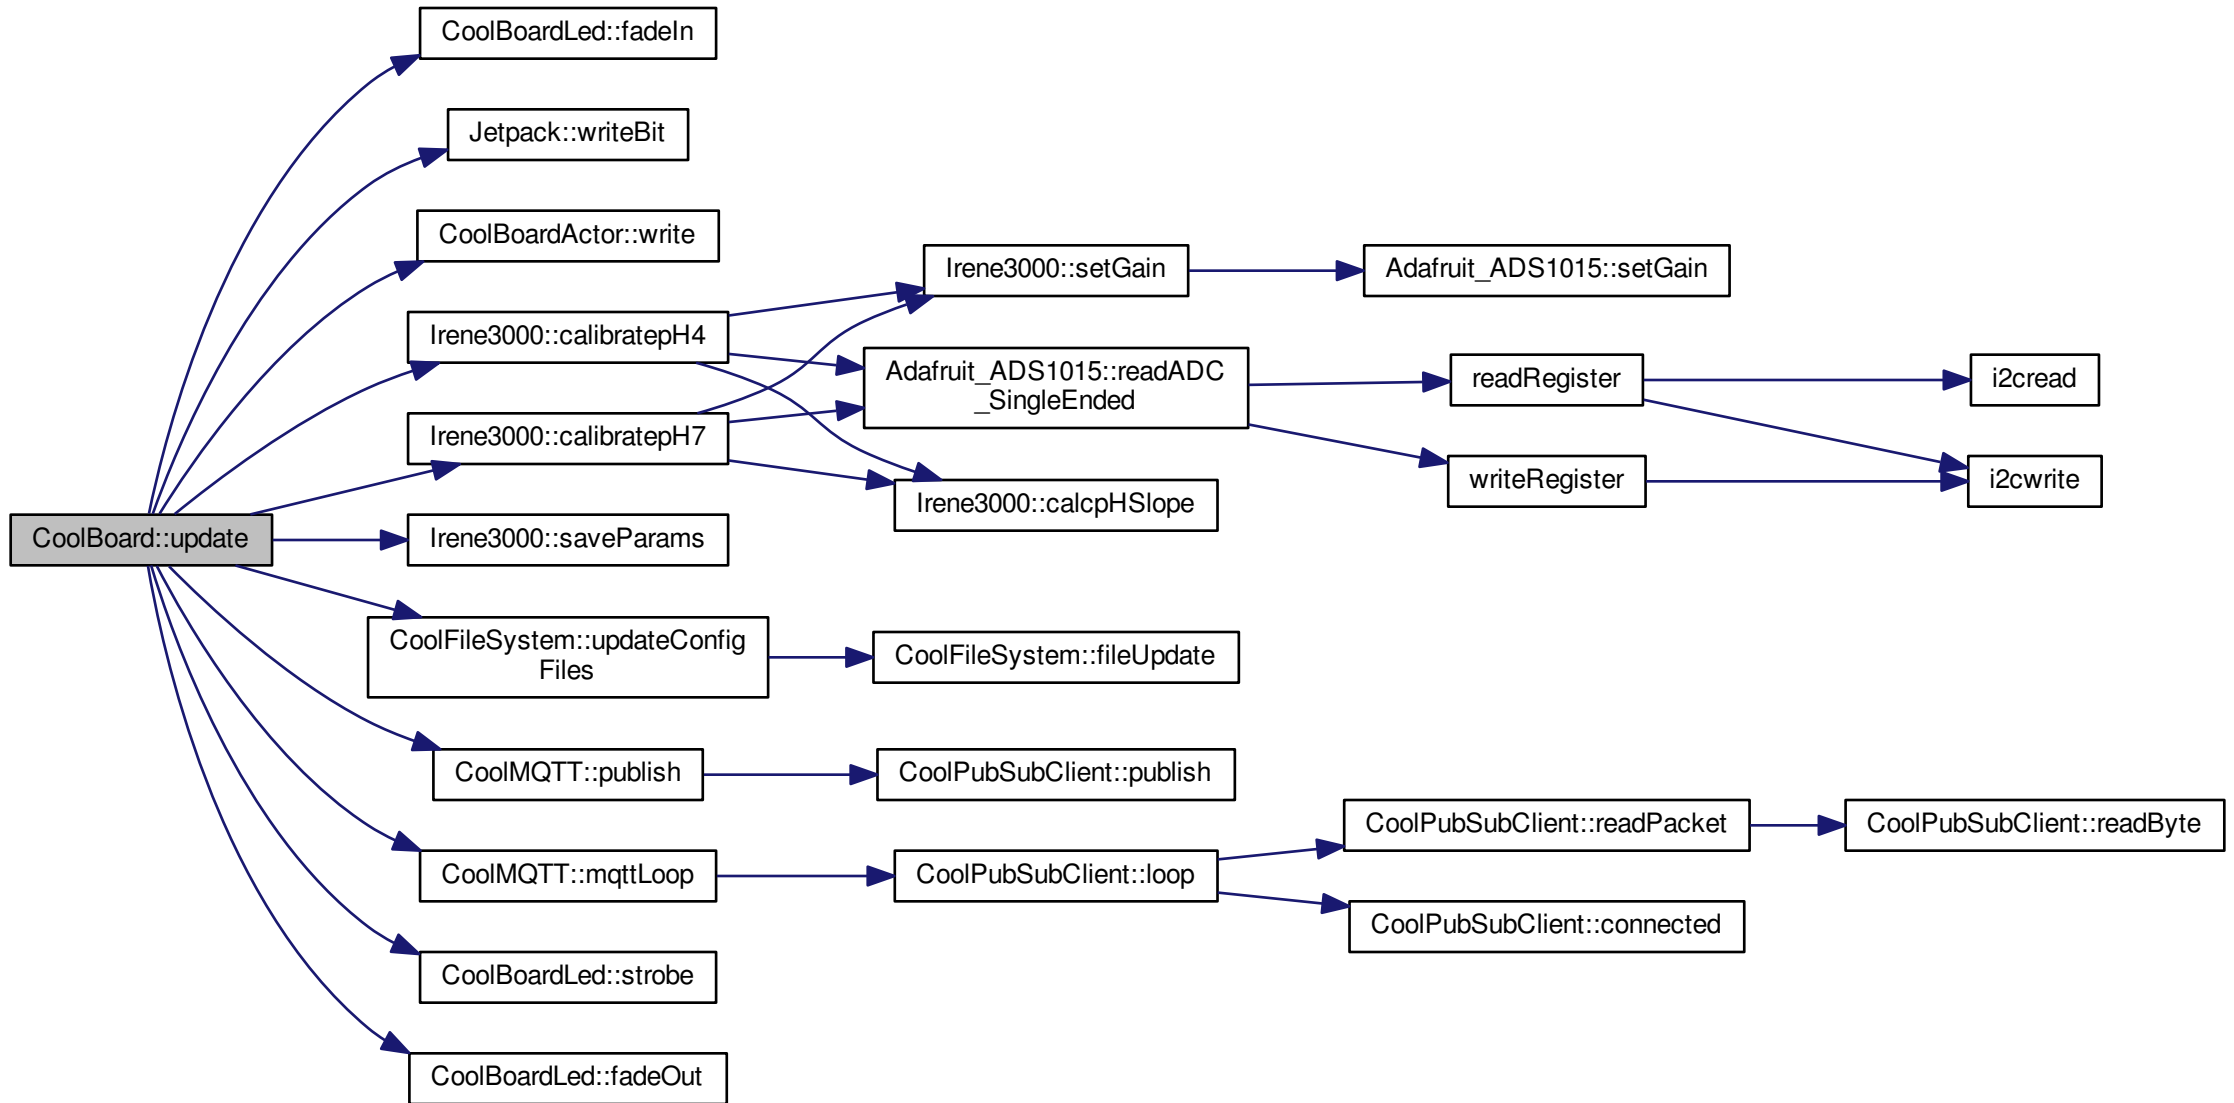 CoolBoardLed::fadeIn
Jetpack::writeBit
CoolBoardActor::write
Irene3000::setGain
Adafruit_ADS1015::setGain
Irene3000::calibratepH4
Adafruit_ADS1015::readADC
_SingleEnded
readRegister
i2cread
Irene3000::calibratepH7
writeRegister
i2cwrite
Irene3000::calcpHSlope
CoolBoard::update
Irene3000::saveParams
CoolFileSystem::updateConfig
Files
CoolFileSystem::fileUpdate
CoolMQTT::publish
CoolPubSubClient::publish
CoolPubSubClient::readPacket
CoolPubSubClient::readByte
CoolMQTT::mqttLoop
CoolPubSubClient::loop
CoolPubSubClient::connected
CoolBoardLed::strobe
CoolBoardLed::fadeOut